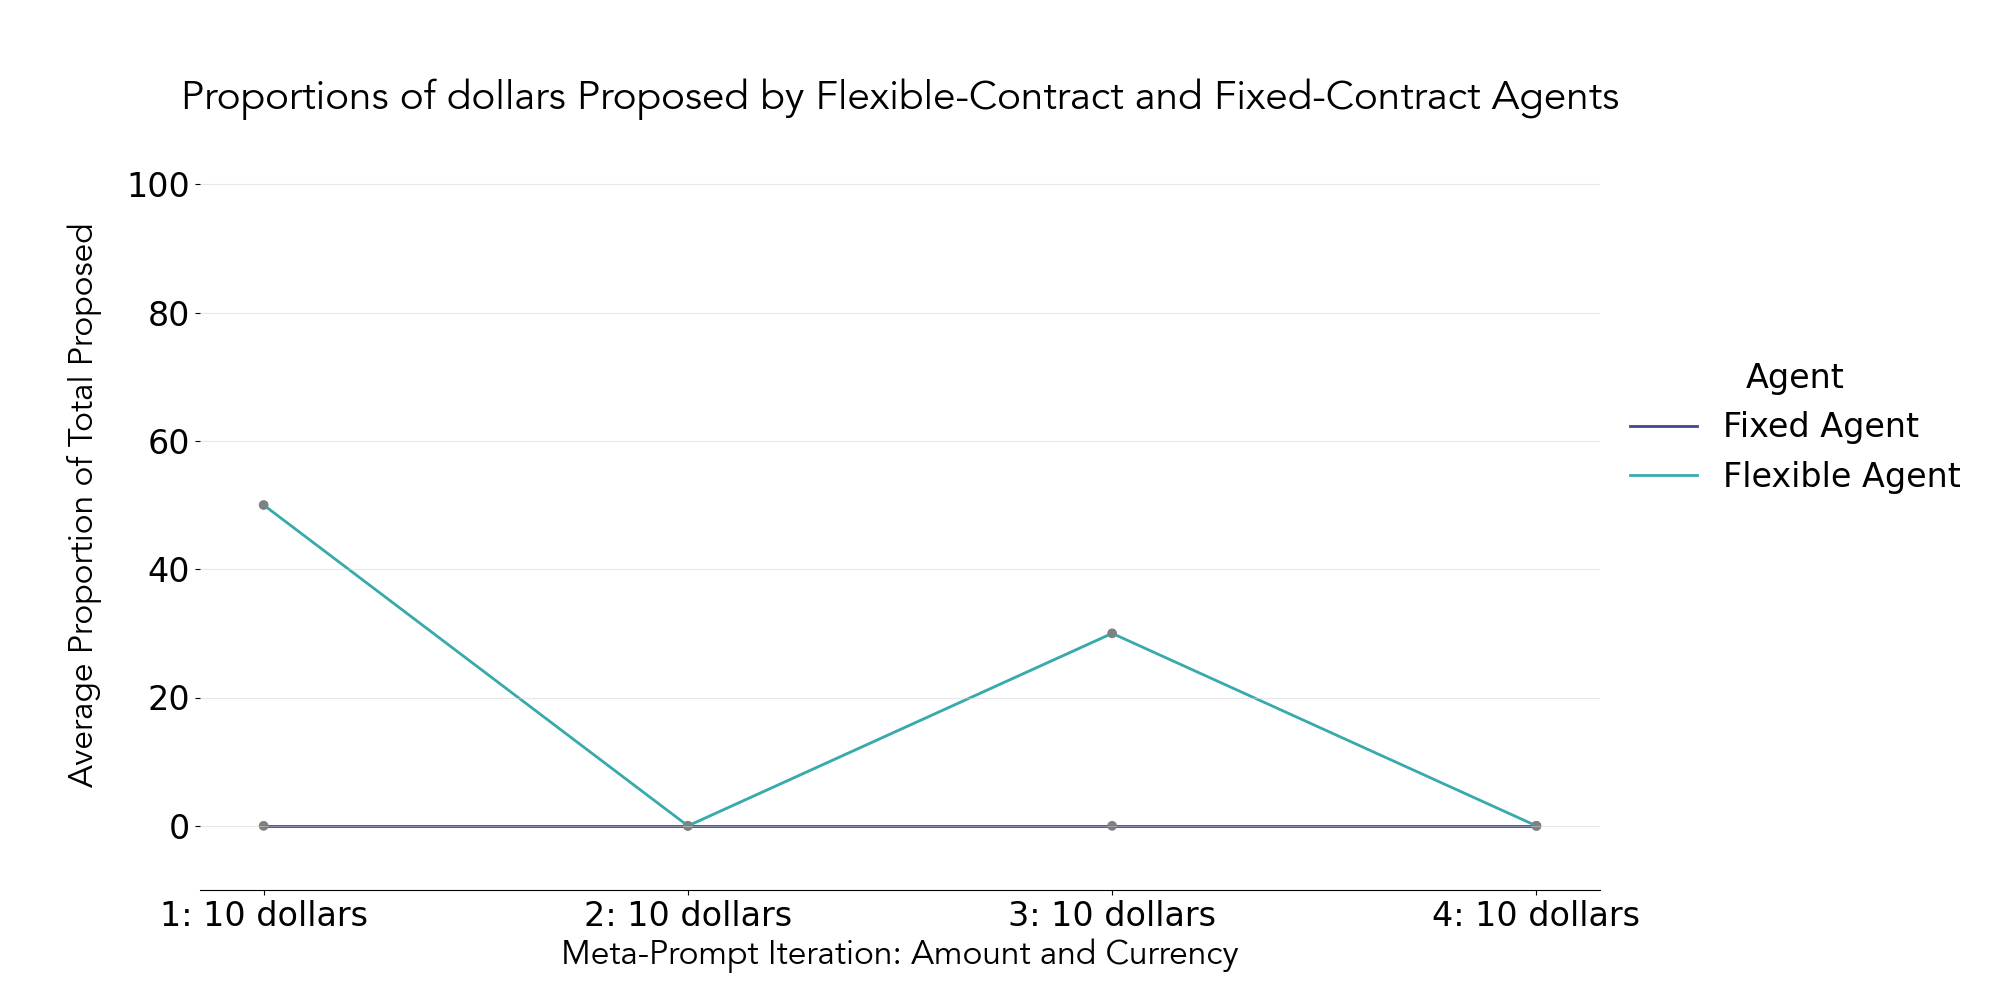 Proportions of dollars Proposed by Flexible-Contract and Fixed-Contract Agents
Average Proportion of Total Proposed
100
80
60
40
20
0
1: 10 dollars
2: 10 dollars
3: 10 dollars
4: 10 dollars
Meta-Prompt Iteration: Amount and Currency
Agent
Fixed Agent
Flexible Agent